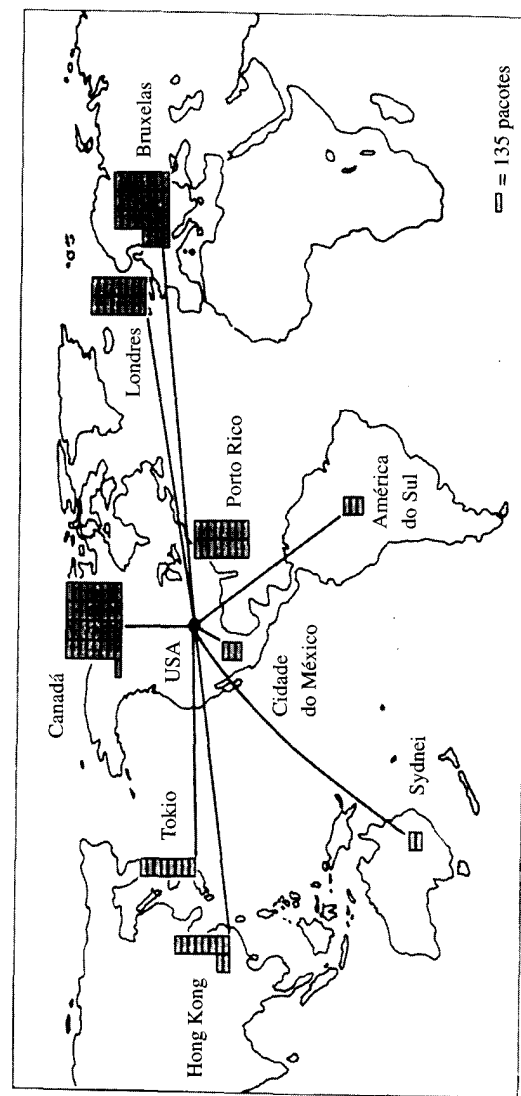 Canadá
Londres
Bruxelas
Tokio
USA
Porto Rico
Hong Kong
Cidade
do México
América
do Sul
Sydnei
= 135 pacotes